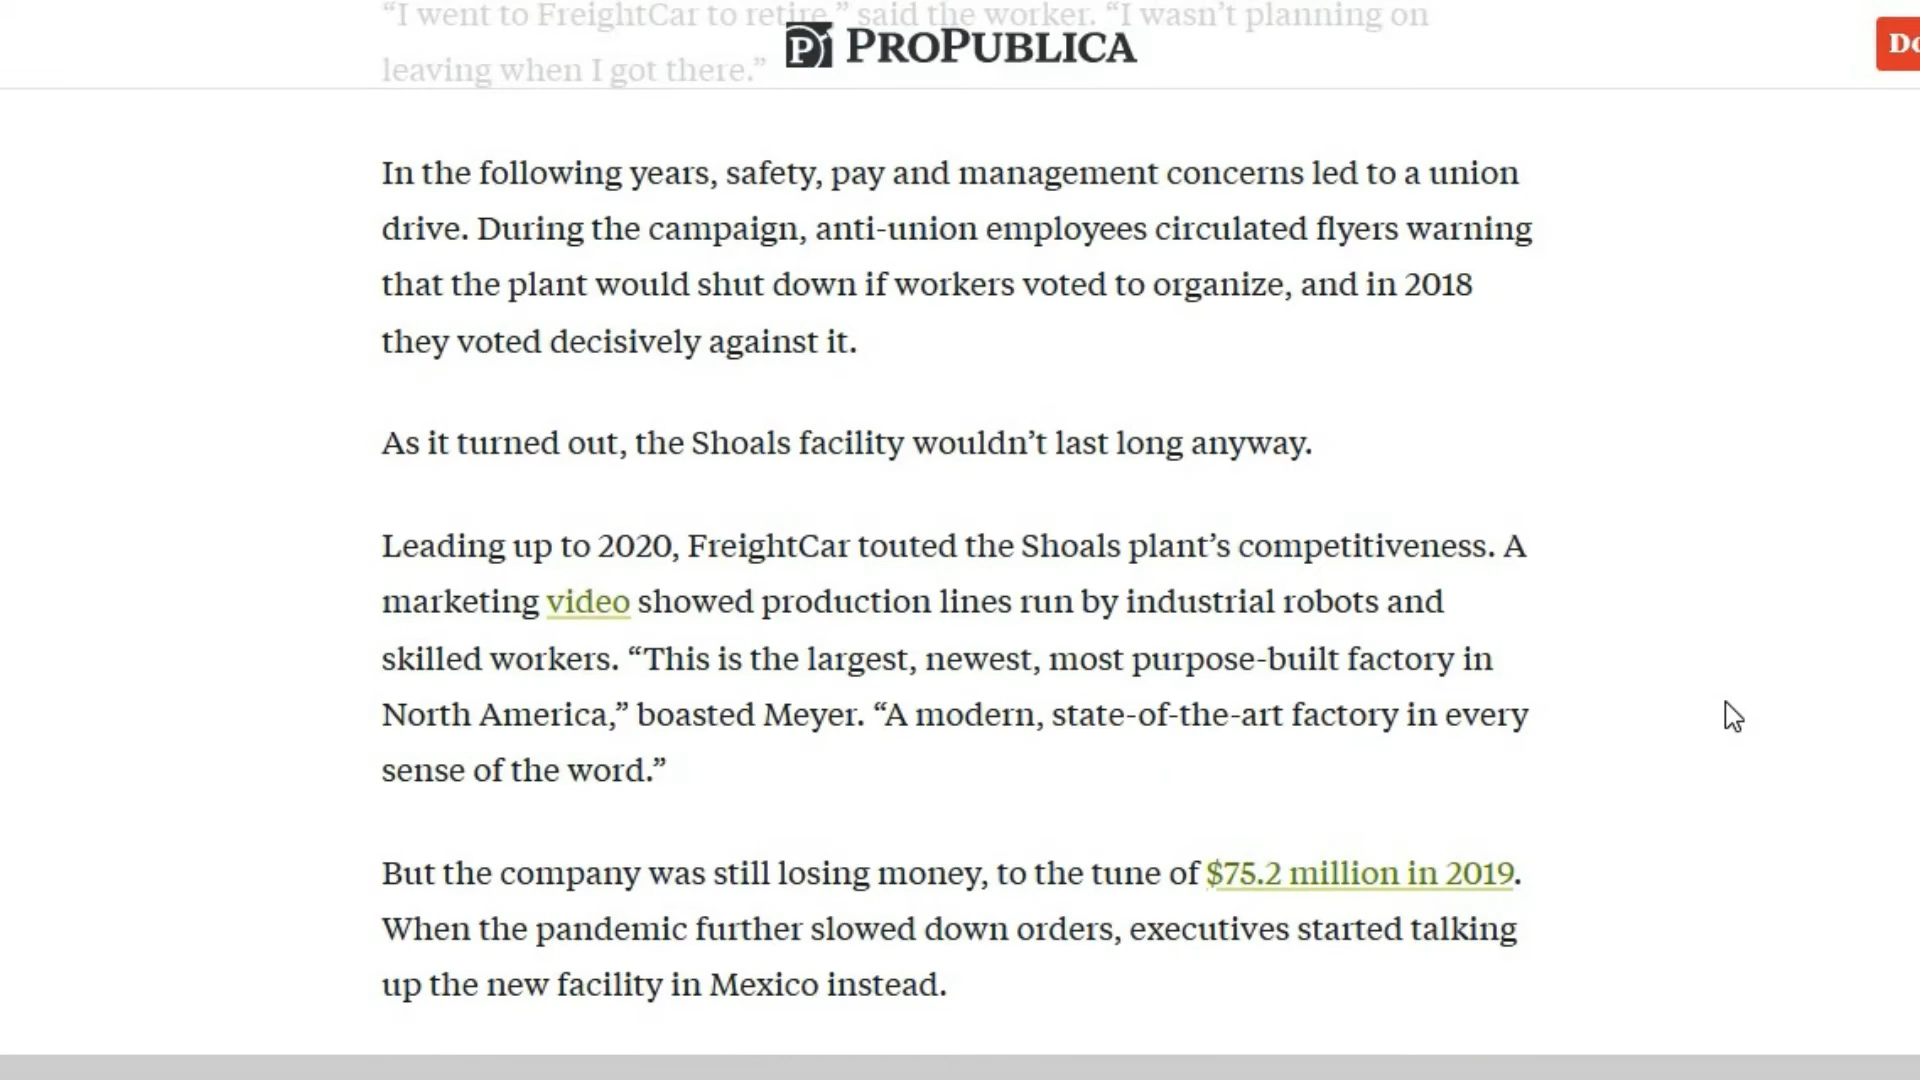 “I went to FreightCar to retire,” said the worker. “I wasn’t planning on
leaving when I got there.”
PROPUBLICA
Do
In the following years, safety, pay and management concerns led to a union
drive. During the campaign, anti-union employees circulated flyers warning
that the plant would shut down if workers voted to organize, and in 2018
they voted decisively against it.
As it turned out, the Shoals facility wouldn’t last long anyway.
Leading up to 2020, FreightCar touted the Shoals plant’s competitiveness. A
marketing video showed production lines run by industrial robots and
skilled workers. “This is the largest, newest, most purpose-built factory in
North America,” boasted Meyer. “A modern, state-of-the-art factory in every
sense of the word.”
But the company was still losing money, to the tune of $75.2 million in 2019.
When the pandemic further slowed down orders, executives started talking
up the new facility in Mexico instead.